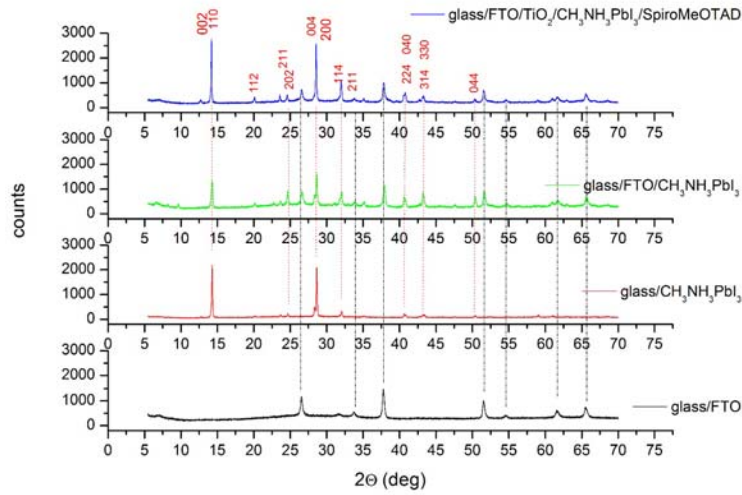 glass/FTO/TiO₂/CH₃NH₃PbI₃/SpiroMeOTAD
002
110
112
211
202
004
200
114
211
224 040
314 330
044
3000
2000
1000
0
0 5 10 15 20 25 30 35 40 45 50 55 60 65 70 75
glass/FTO/CH₃NH₃PbI₃
3000
2000
1000
0
0 5 10 15 20 25 30 35 40 45 50 55 60 65 70 75
counts
glass/CH₃NH₃PbI₃
3000
2000
1000
0
0 5 10 15 20 25 30 35 40 45 50 55 60 65 70 75
glass/FTO
3000
2000
1000
0
0 5 10 15 20 25 30 35 40 45 50 55 60 65 70 75
2Θ (deg)